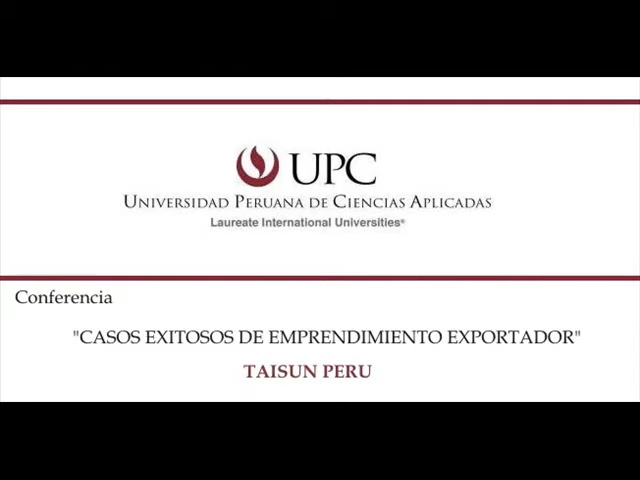 UPC
UNIVERSIDAD PERUANA DE CIENCIAS APLICADAS
Laureate International Universities®
Conferencia
"CASOS EXITOSOS DE EMPRENDIMIENTO EXPORTADOR"
TAISUN PERU